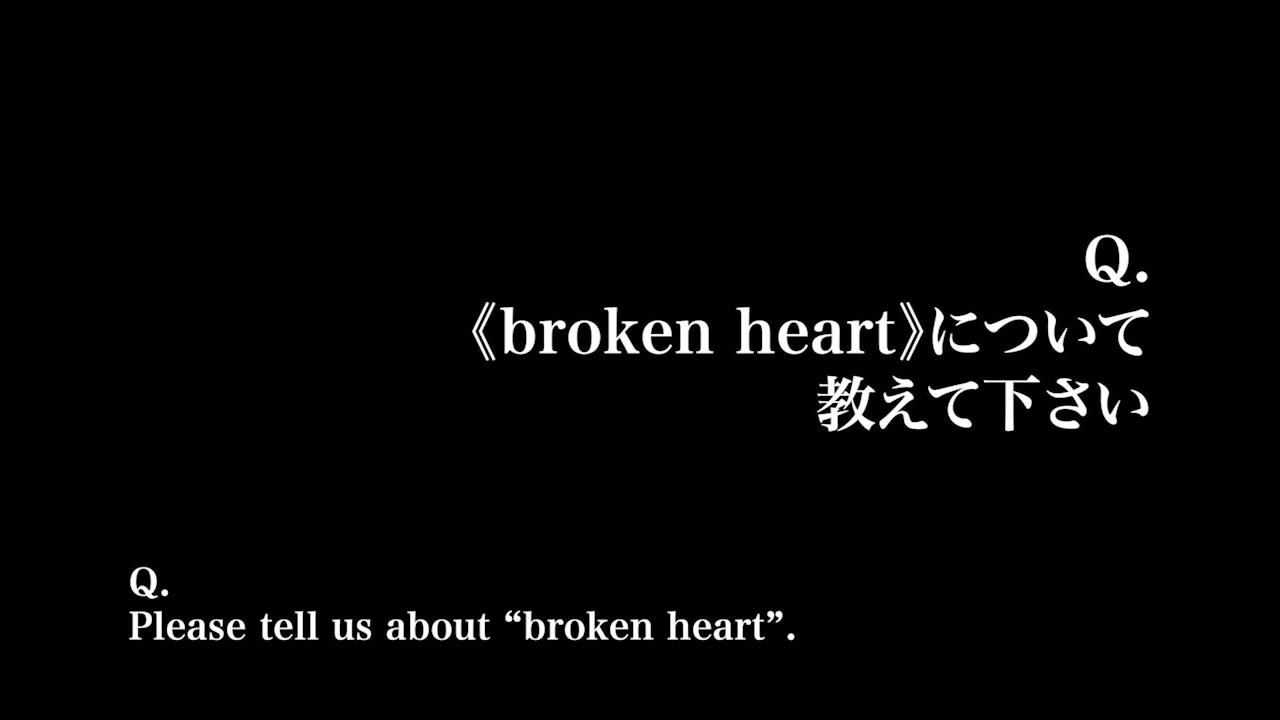 Q.
《broken heart》について
教えて下さい
Q.
Please tell us about “broken heart”.